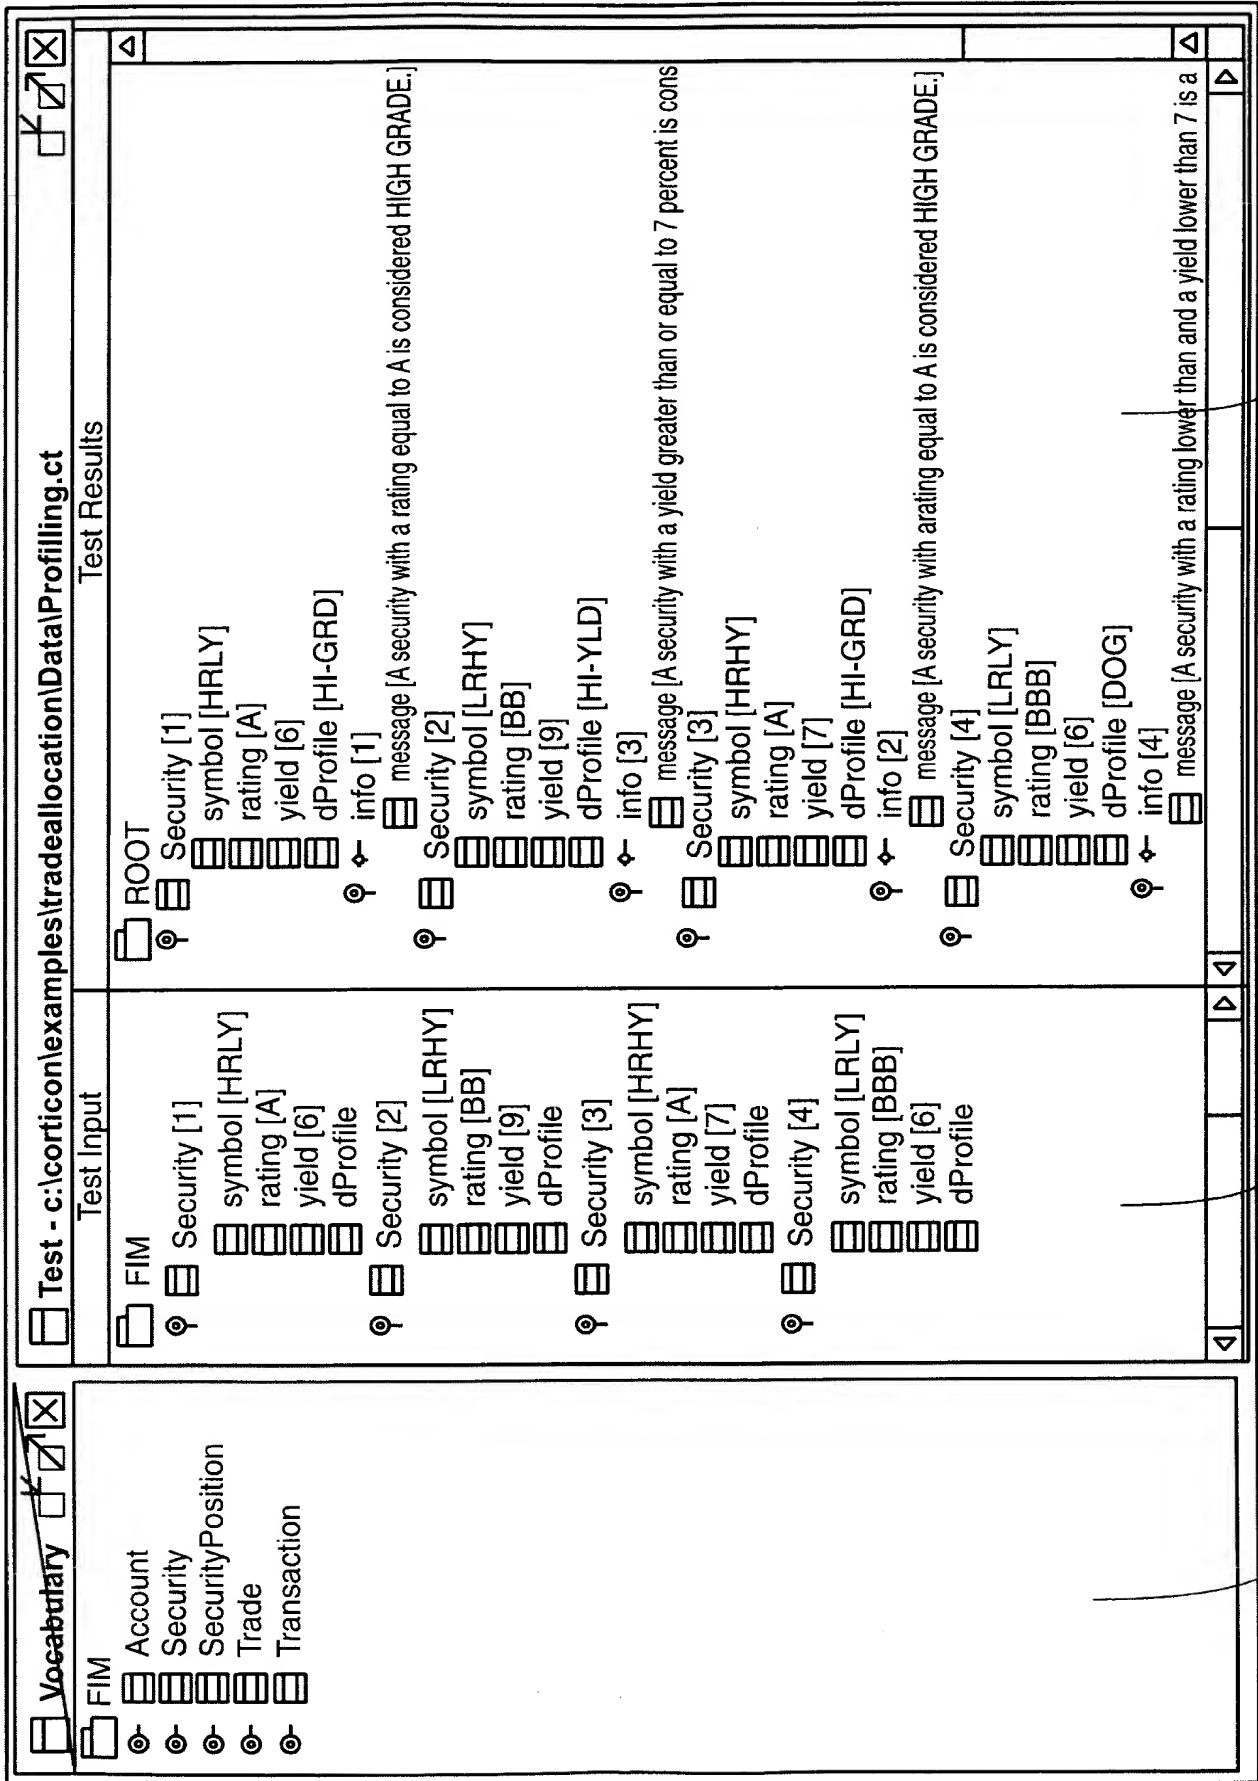 Vocabulary
FIM
Account
Security
SecurityPosition
Trade
Transaction
Test - c:\corticon\examples\tradeallocation\Data\Profilling.ct
Test Input
FIM
Security [1]
symbol [HRLY]
rating [A]
yield [6]
dProfile
Security [2]
symbol [LRHY]
rating [BB]
yield [9]
dProfile
Security [3]
symbol [HRHY]
rating [A]
yield [7]
dProfile
Security [4]
symbol [LRLY]
rating [BBB]
yield [6]
dProfile
Test Results
ROOT
Security [1]
symbol [HRLY]
rating [A]
yield [6]
dProfile [HI-GRD]
info [1]
message [A security with a rating equal to A is considered HIGH GRADE.]
Security [2]
symbol [LRHY]
rating [BB]
yield [9]
dProfile [HI-YLD]
info [3]
message [A security with a yield greater than or equal to 7 percent is cons
Security [3]
symbol [HRHY]
rating [A]
yield [7]
dProfile [HI-GRD]
info [2]
message [A security with arating equal to A is considered HIGH GRADE.]
Security [4]
symbol [LRLY]
rating [BBB]
yield [6]
dProfile [DOG]
info [4]
message [A security with a rating lower than and a yield lower than 7 is a